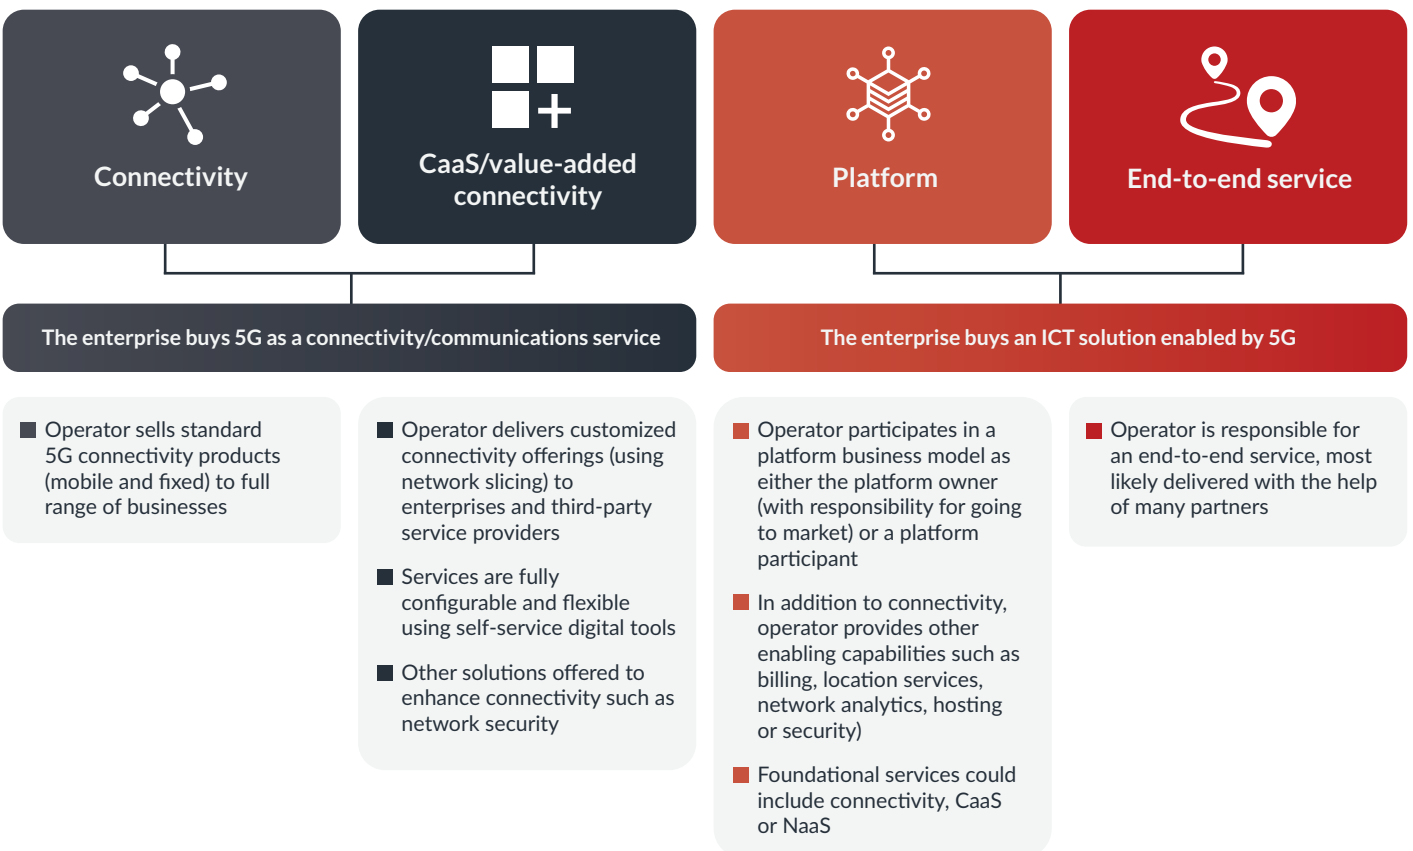 Connectivity
CaaS/value-added
connectivity
Platform
End-to-end service
The enterprise buys 5G as a connectivity/communications service
The enterprise buys an ICT solution enabled by 5G
Operator sells standard
5G connectivity products
(mobile and fixed) to full
range of businesses
Operator delivers customized
connectivity offerings (using
network slicing) to
enterprises and third-party
service providers
Services are fully
configurable and flexible
using self-service digital tools
Other solutions offered to
enhance connectivity such as
network security
Operator participates in a
platform business model as
either the platform owner
(with responsibility for going
to market) or a platform
participant
In addition to connectivity,
operator provides other
enabling capabilities such as
billing, location services,
network analytics, hosting
or security)
Foundational services could
include connectivity, CaaS
or NaaS
Operator is responsible for
an end-to-end service, most
likely delivered with the help
of many partners